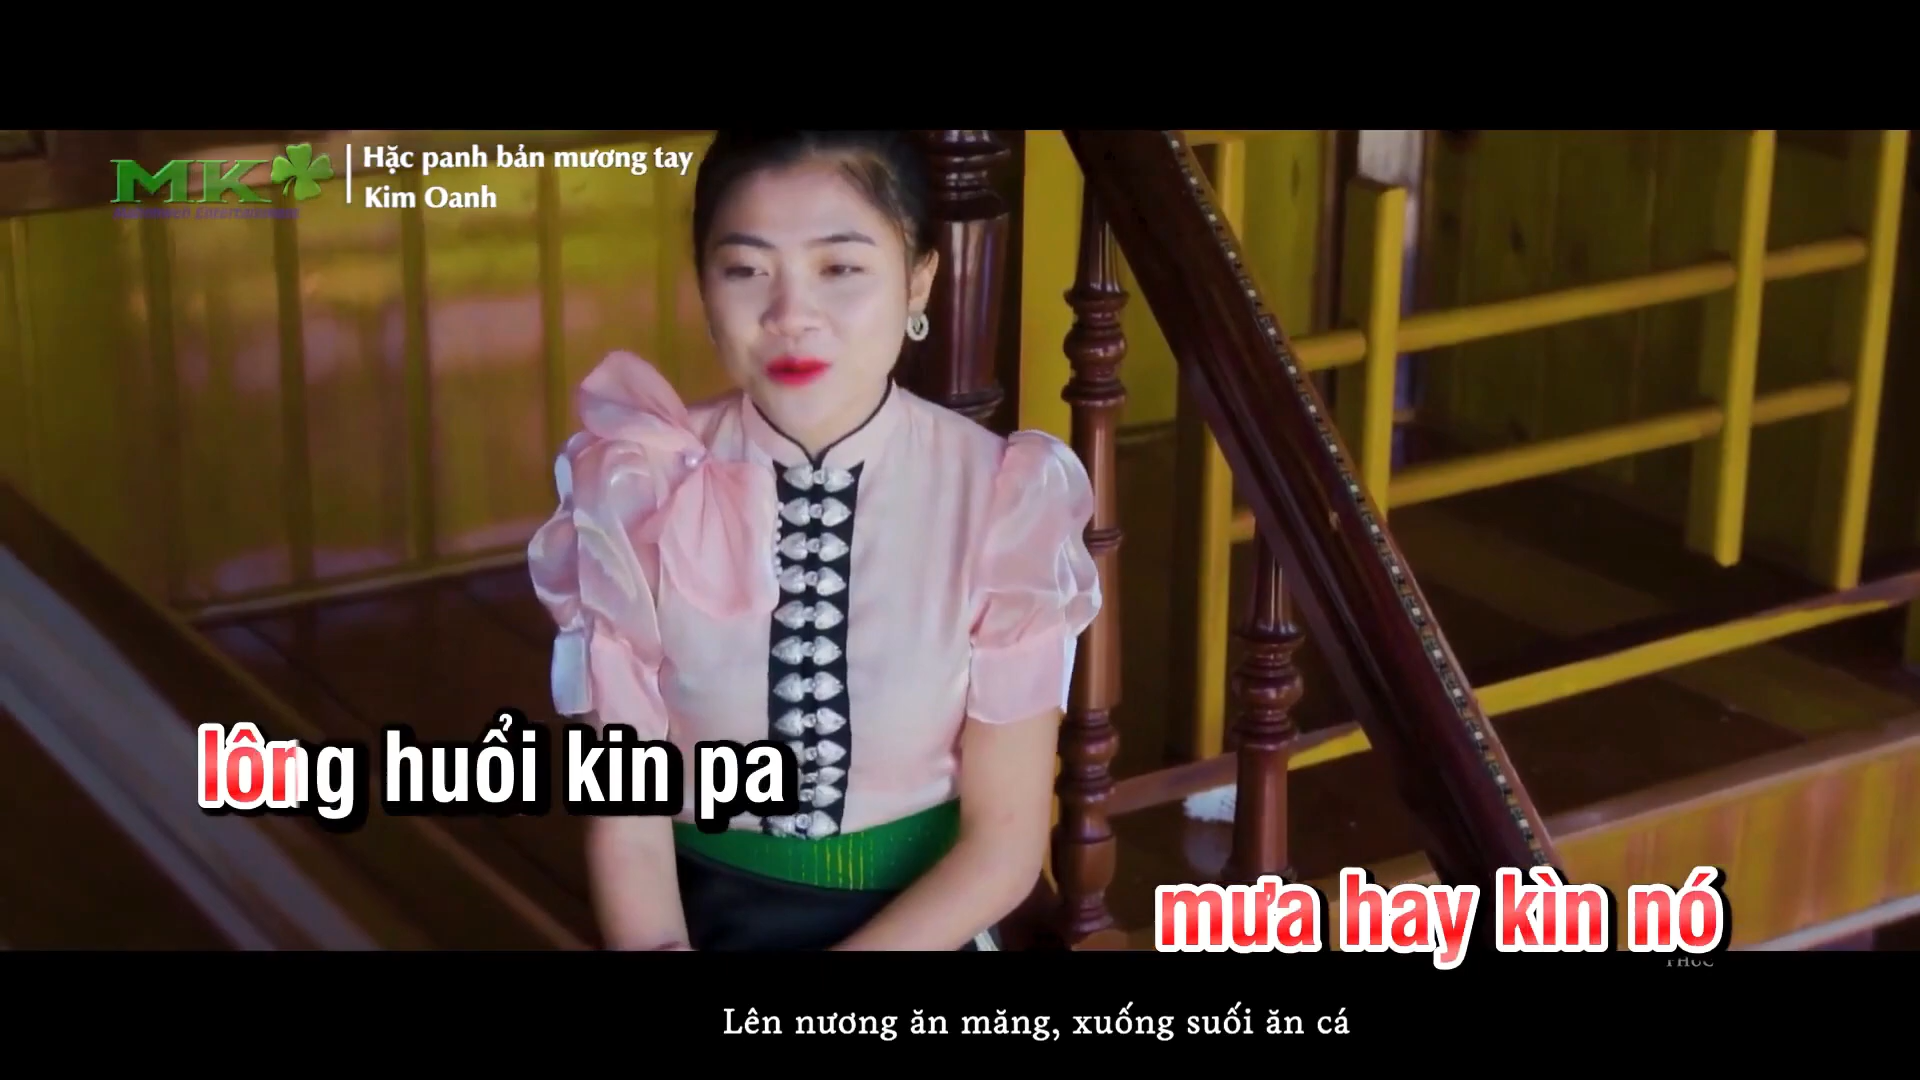 MK
Hặc panh bản mương tay
Kim Oanh
lông huổi kin pa
mưa hay kìn nó
Lên nương ăn măng, xuống suối ăn cá